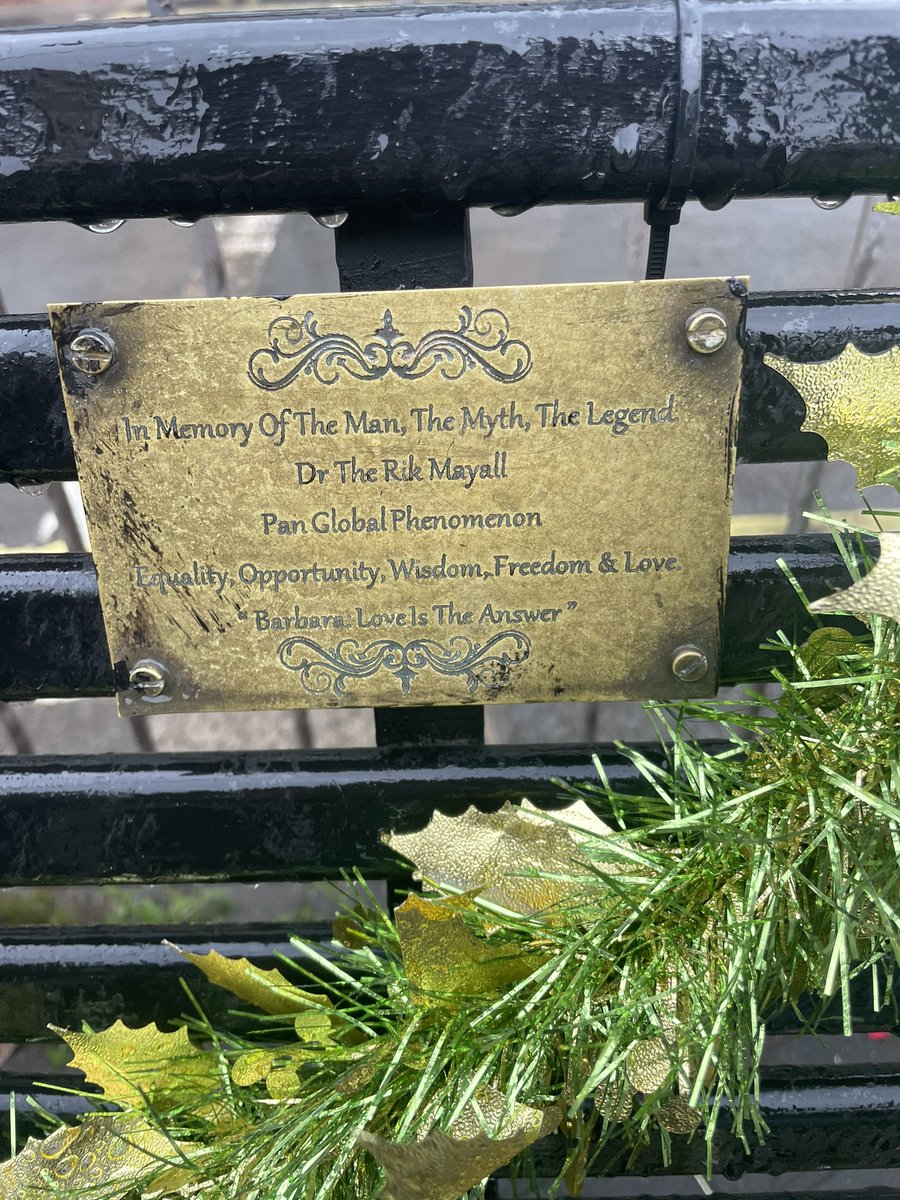 In Memory Of The Man, The Myth, The Legend.
Dr The Rik Mayall
Pan Global Phenomenon
Equality, Opportunity, Wisdom, Freedom & Love.
" Barbara: Love Is The Answer "